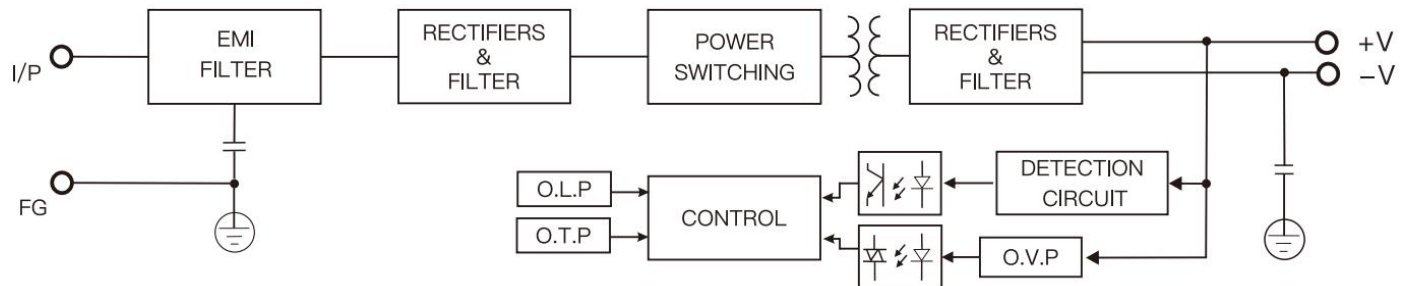 I/P
EMI
FILTER
RECTIFIERS
&
FILTER
POWER
SWITCHING
RECTIFIERS
&
FILTER
+V
−V
FG
O.L.P
O.T.P
CONTROL
DETECTION
CIRCUIT
O.V.P